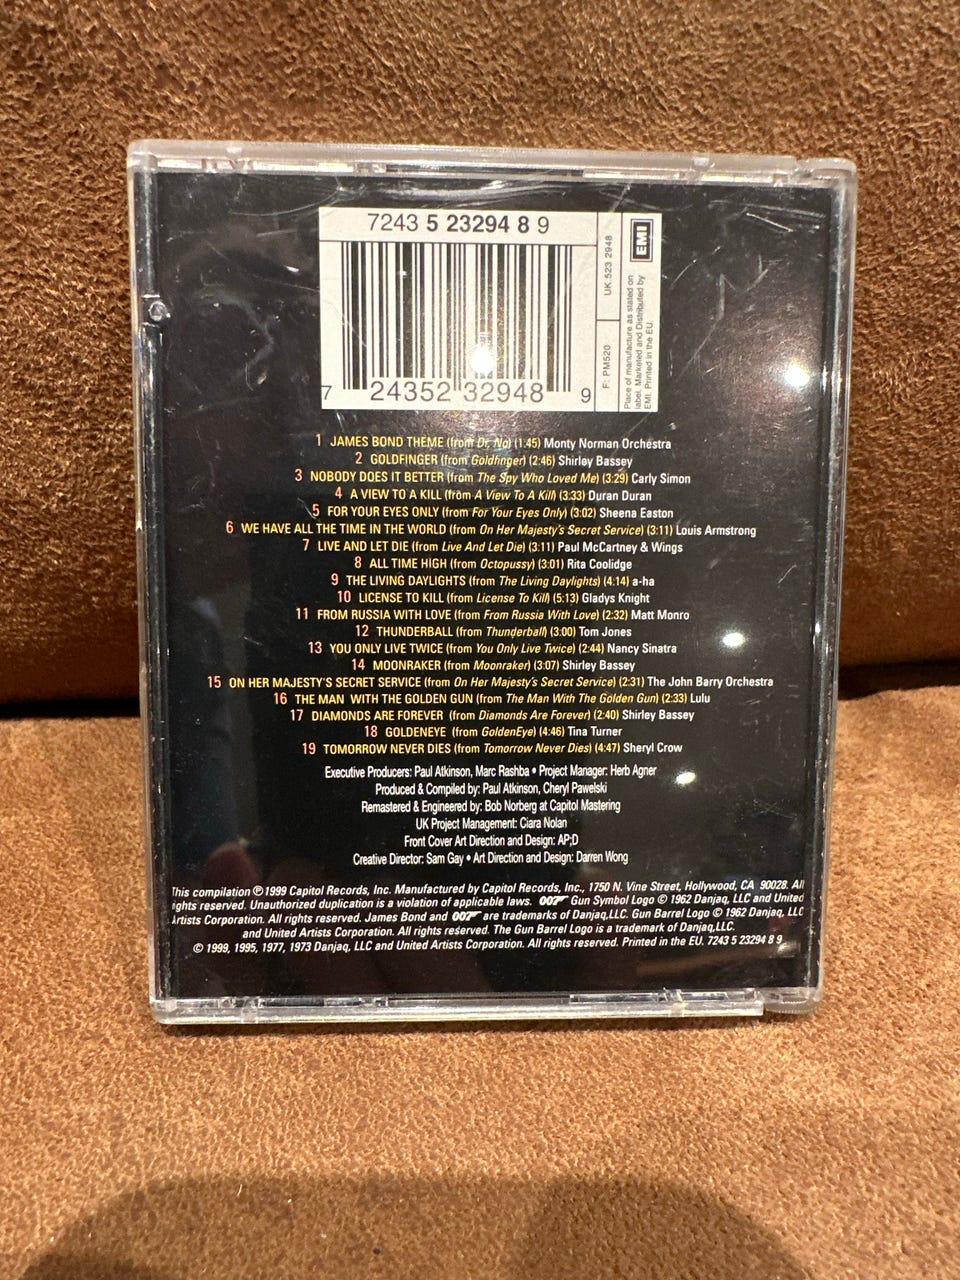 7243 5 23294 8 9
7 24352 32948 9
F: PM520 UK 523 2948
Place of manufacture as stated on
label. Marketed and Distributed by
EMI. Printed in the EU.
EMI
1 JAMES BOND THEME (from Dr. No) (1:45) Monty Norman Orchestra
2 GOLDFINGER (from Goldfinger) (2:46) Shirley Bassey
3 NOBODY DOES IT BETTER (from The Spy Who Loved Me) (3:29) Carly Simon
4 A VIEW TO A KILL (from A View To A Kill) (3:33) Duran Duran
5 FOR YOUR EYES ONLY (from For Your Eyes Only) (3:02) Sheena Easton
6 WE HAVE ALL THE TIME IN THE WORLD (from On Her Majesty's Secret Service) (3:11) Louis Armstrong
7 LIVE AND LET DIE (from Live And Let Die) (3:11) Paul McCartney & Wings
8 ALL TIME HIGH (from Octopussy) (3:01) Rita Coolidge
9 THE LIVING DAYLIGHTS (from The Living Daylights) (4:14) a-ha
10 LICENSE TO KILL (from License To Kill) (5:13) Gladys Knight
11 FROM RUSSIA WITH LOVE (from From Russia With Love) (2:32) Matt Monro
12 THUNDERBALL (from Thunderball) (3:00) Tom Jones
13 YOU ONLY LIVE TWICE (from You Only Live Twice) (2:44) Nancy Sinatra
14 MOONRAKER (from Moonraker) (3:07) Shirley Bassey
15 ON HER MAJESTY'S SECRET SERVICE (from On Her Majesty's Secret Service) (2:31) The John Barry Orchestra
16 THE MAN WITH THE GOLDEN GUN (from The Man With The Golden Gun) (2:33) Lulu
17 DIAMONDS ARE FOREVER (from Diamonds Are Forever) (2:40) Shirley Bassey
18 GOLDENEYE (from GoldenEye) (4:46) Tina Turner
19 TOMORROW NEVER DIES (from Tomorrow Never Dies) (4:47) Sheryl Crow
Executive Producers: Paul Atkinson, Marc Rashba • Project Manager: Herb Agner
Produced & Compiled by: Paul Atkinson, Cheryl Pawelski
Remastered & Engineered by: Bob Norberg at Capitol Mastering
UK Project Management: Ciara Nolan
Front Cover Art Direction and Design: AP;D
Creative Director: Sam Gay • Art Direction and Design: Darren Wong
This compilation ℗ 1999 Capitol Records, Inc. Manufactured by Capitol Records, Inc., 1750 N. Vine Street, Hollywood, CA 90028. All
ights reserved. Unauthorized duplication is a violation of applicable laws. 007 Gun Symbol Logo © 1962 Danjaq, LLC and United
Artists Corporation. All rights reserved. James Bond and 007 are trademarks of Danjaq,LLC. Gun Barrel Logo © 1962 Danjaq, LLC
and United Artists Corporation. All rights reserved. The Gun Barrel Logo is a trademark of Danjaq,LLC.
© 1999, 1995, 1977, 1973 Danjaq, LLC and United Artists Corporation. All rights reserved. Printed in the EU. 7243 5 23294 8 9